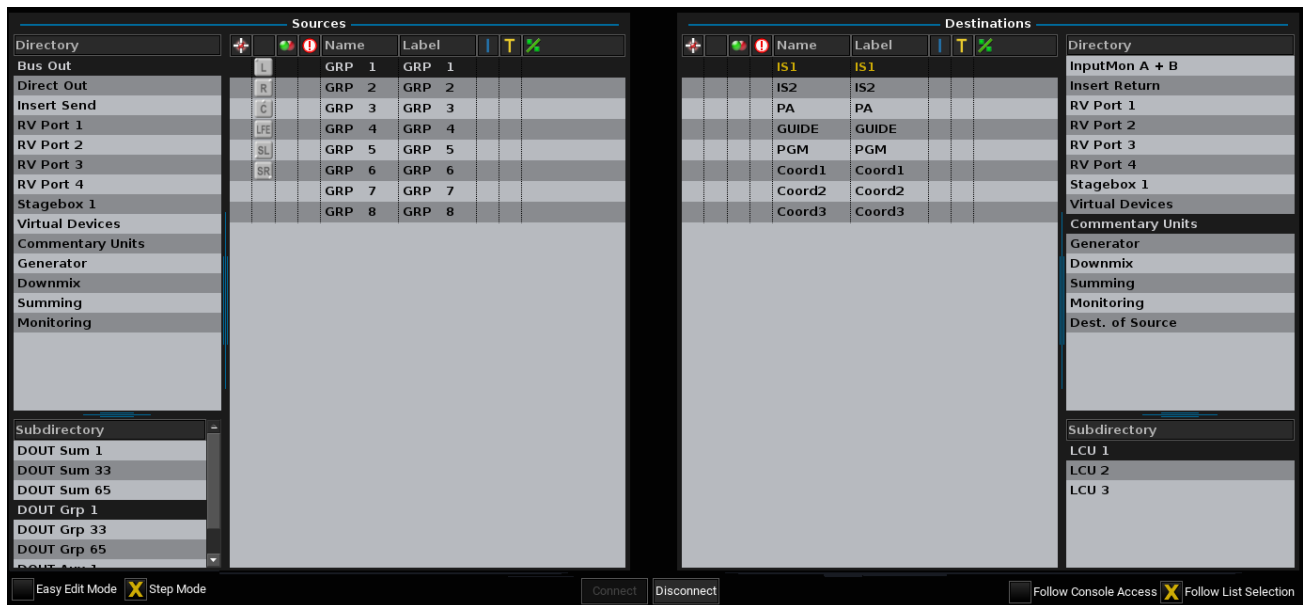 Sources
Directory
Bus Out
Direct Out
Insert Send
RV Port 1
RV Port 2
RV Port 3
RV Port 4
Stagebox 1
Virtual Devices
Commentary Units
Generator
Downmix
Summing
Monitoring
Subdirectory
DOUT Sum 1
DOUT Sum 33
DOUT Sum 65
DOUT Grp 1
DOUT Grp 33
DOUT Grp 65
Name Label I T
L GRP 1 GRP 1
R GRP 2 GRP 2
C GRP 3 GRP 3
LFE GRP 4 GRP 4
SL GRP 5 GRP 5
SR GRP 6 GRP 6
GRP 7 GRP 7
GRP 8 GRP 8
Destinations
Name Label I T
IS1 IS1
IS2 IS2
PA PA
GUIDE GUIDE
PGM PGM
Coord1 Coord1
Coord2 Coord2
Coord3 Coord3
Directory
InputMon A + B
Insert Return
RV Port 1
RV Port 2
RV Port 3
RV Port 4
Stagebox 1
Virtual Devices
Commentary Units
Generator
Downmix
Summing
Monitoring
Dest. of Source
Subdirectory
LCU 1
LCU 2
LCU 3
Easy Edit Mode X Step Mode
Connect Disconnect
Follow Console Access X Follow List Selection